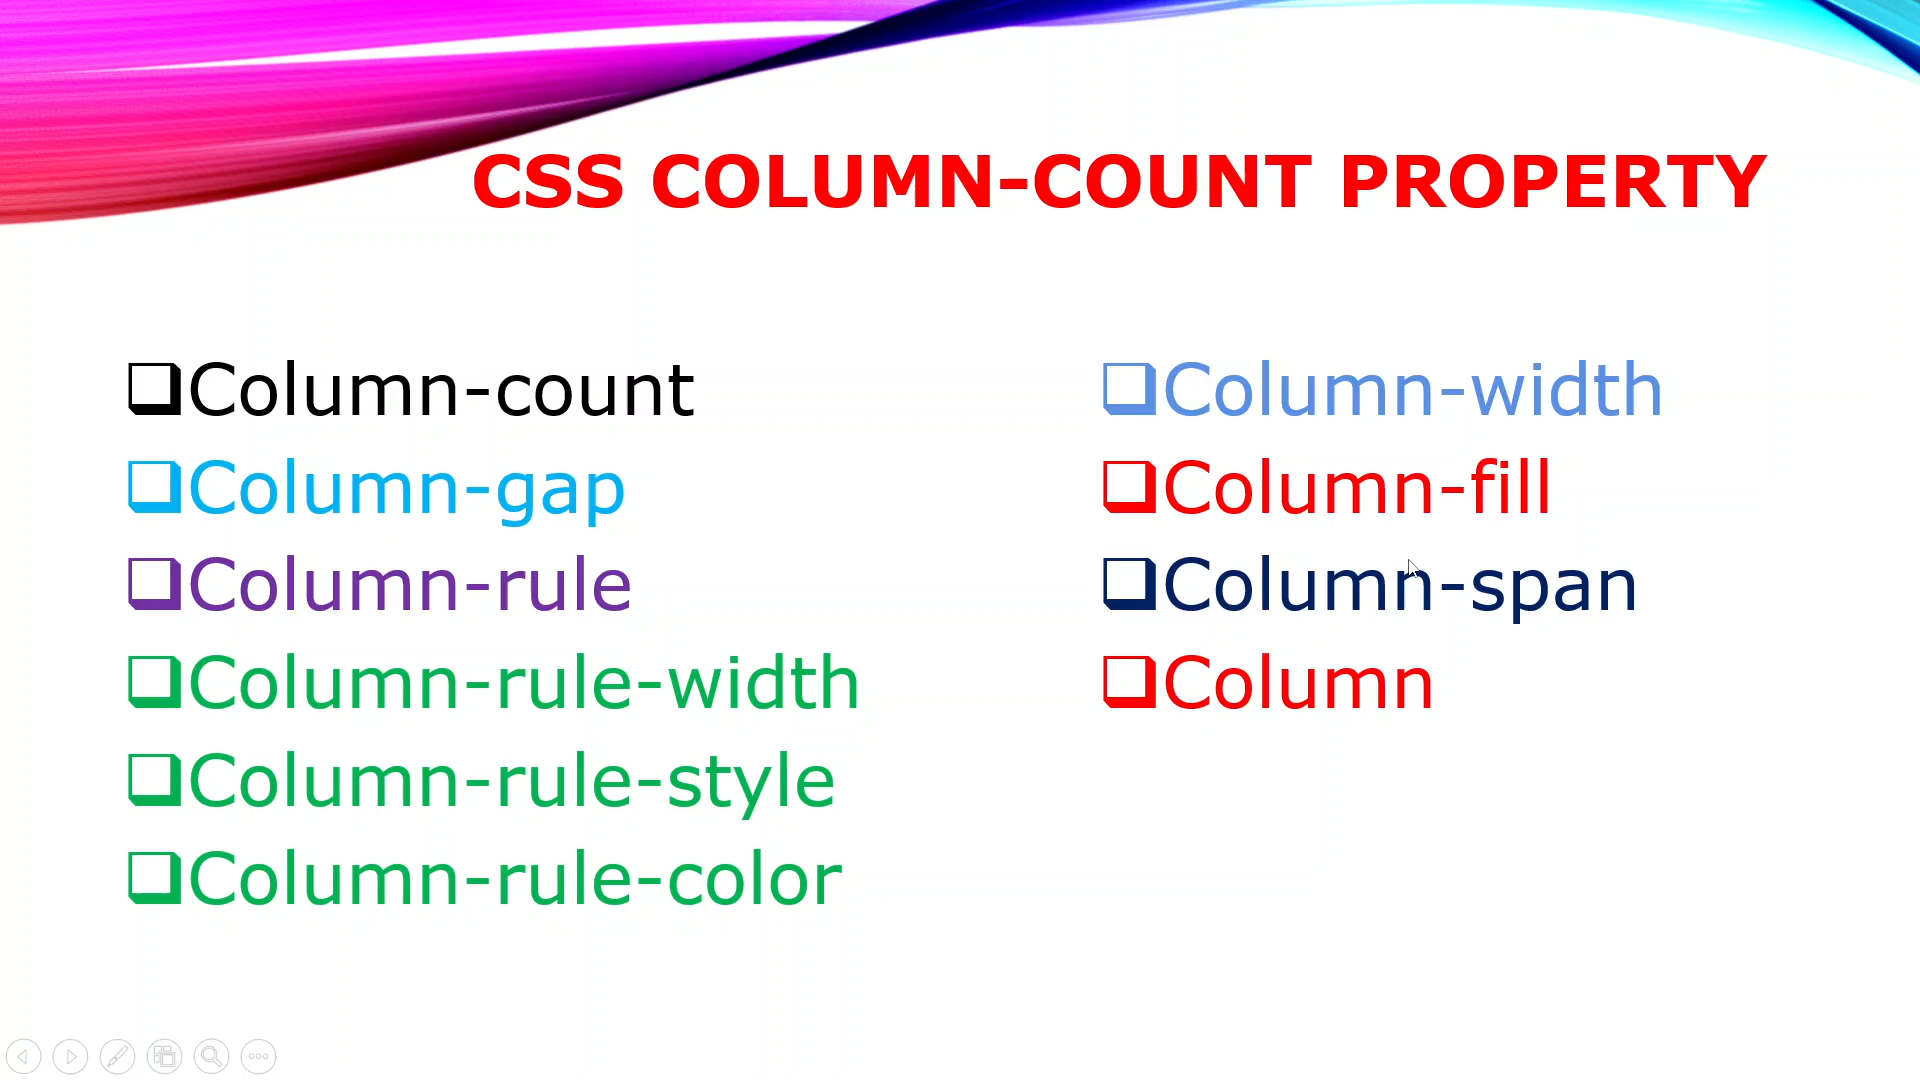 CSS COLUMN-COUNT PROPERTY
❑Column-count
❑Column-gap
❑Column-rule
❑Column-rule-width
❑Column-rule-style
❑Column-rule-color
❑Column-width
❑Column-fill
❑Column-span
❑Column